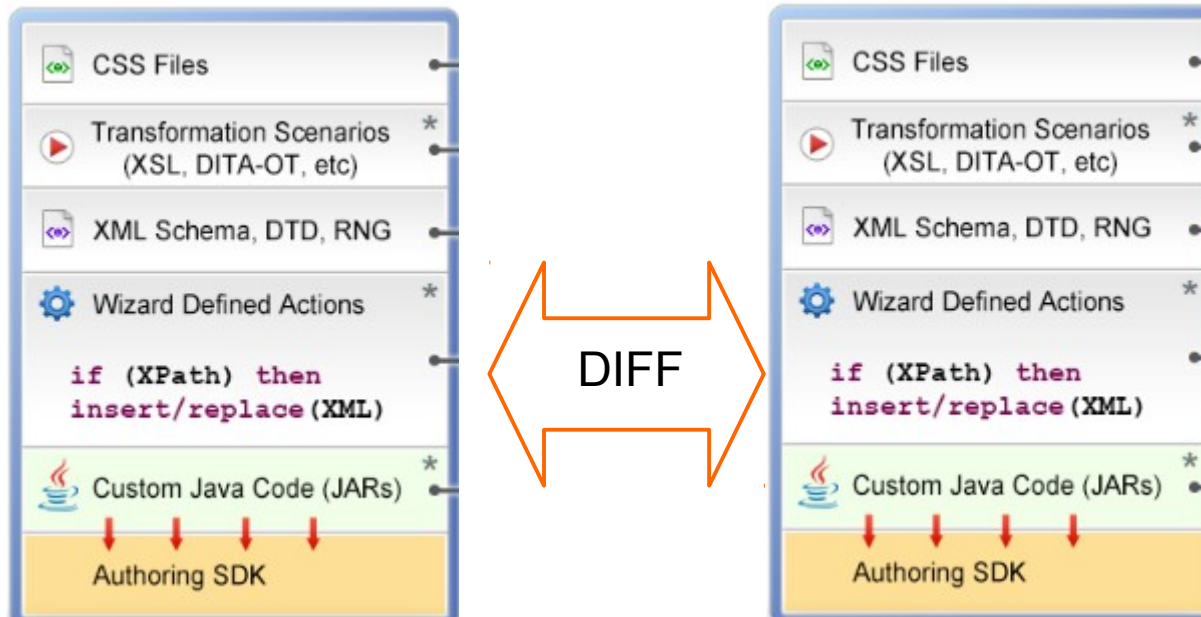 CSS Files
*
Transformation Scenarios
(XSL, DITA-OT, etc)
XML Schema, DTD, RNG
*
Wizard Defined Actions
if (XPath) then
insert/replace(XML)
*
Custom Java Code (JARs)
Authoring SDK
DIFF
CSS Files
*
Transformation Scenarios
(XSL, DITA-OT, etc)
XML Schema, DTD, RNG
*
Wizard Defined Actions
if (XPath) then
insert/replace(XML)
*
Custom Java Code (JARs)
Authoring SDK